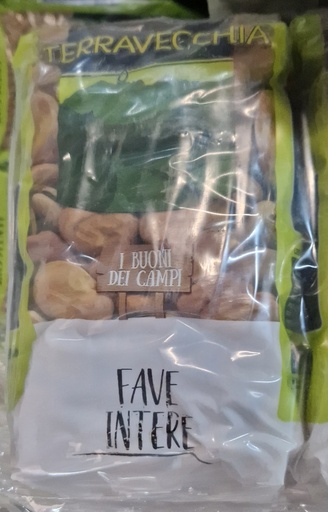 TERRAVECCHIA
I BUONI
DEI CAMPI
FAVE
INTERE